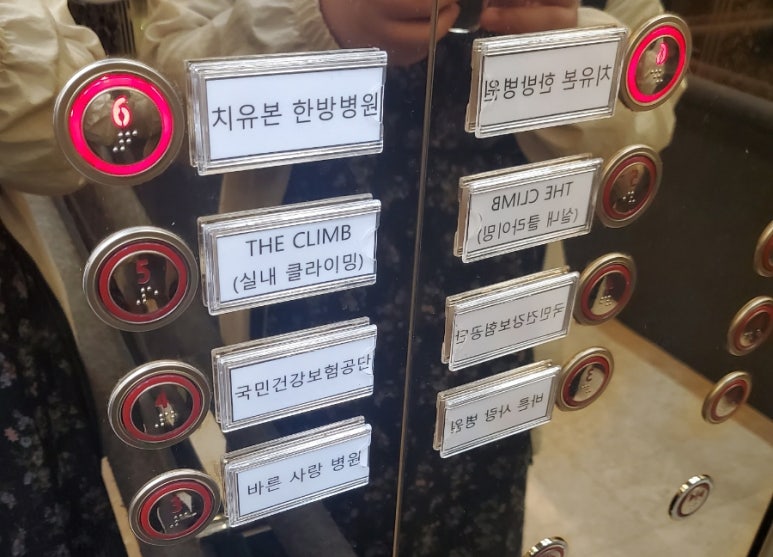 6
치유본 한방병원
5
THE CLIMB
(실내 클라이밍)
4
국민건강보험공단
3
바른 사랑 병원